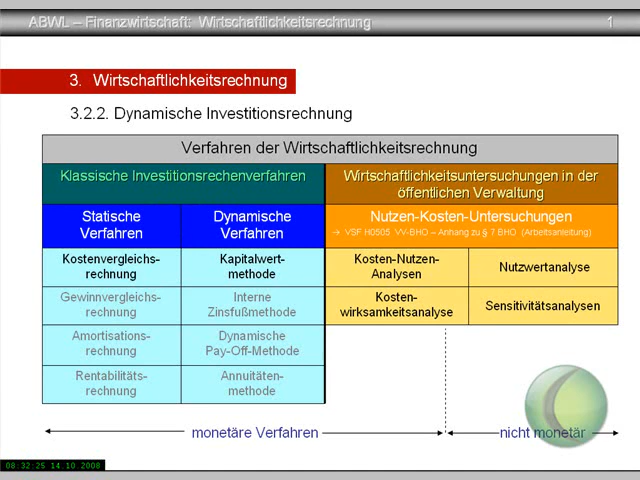 ABWL – Finanzwirtschaft: Wirtschaftlichkeitsrechnung 1
3. Wirtschaftlichkeitsrechnung
3.2.2. Dynamische Investitionsrechnung
Verfahren der Wirtschaftlichkeitsrechnung
Klassische Investitionsrechenverfahren
Wirtschaftlichkeitsuntersuchungen in der
öffentlichen Verwaltung
Statische
Verfahren
Dynamische
Verfahren
Nutzen-Kosten-Untersuchungen
→ VSF H0505 VV-BHO – Anhang zu § 7 BHO (Arbeitsanleitung)
Kostenvergleichs-
rechnung
Kapitalwert-
methode
Kosten-Nutzen-
Analysen
Nutzwertanalyse
Gewinnvergleichs-
rechnung
Interne
Zinsfußmethode
Kosten-
wirksamkeitsanalyse
Sensitivitätsanalysen
Amortisations-
rechnung
Dynamische
Pay-Off-Methode
Rentabilitäts-
rechnung
Annuitäten-
methode
monetäre Verfahren
nicht monetär
08:32:25 14.10.2008